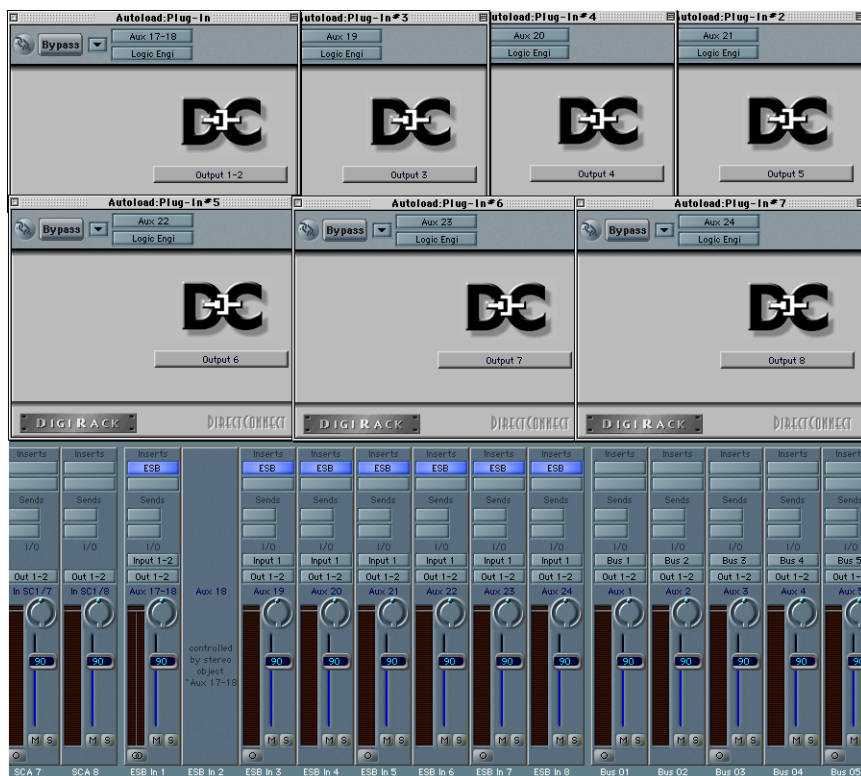 Autoload:Plug-In
Bypass
Aux 17-18
Logic Engi
DC
Output 1-2
utoload:Plug-In#3
Aux 19
Logic Engi
DC
Output 3
utoload:Plug-In#4
Aux 20
Logic Engi
DC
Output 4
utoload:Plug-In#2
Aux 21
Logic Engi
DC
Output 5
Autoload:Plug-In#5
Bypass
Aux 22
Logic Engi
DC
Output 6
DIGIRACK
DIRECTCONNECT
Autoload:Plug-In#6
Bypass
Aux 23
Logic Engi
DC
Output 7
DIGIRACK
DIRECTCONNECT
Autoload:Plug-In#7
Bypass
Aux 24
Logic Engi
DC
Output 8
DIGIRACK
DIRECTCONNECT
Inserts Inserts Inserts Inserts Inserts Inserts Inserts Inserts Inserts Inserts Inserts Inserts Inserts Inserts
ESB ESB ESB ESB ESB ESB ESB
Sends Sends Sends Sends Sends Sends Sends Sends Sends Sends Sends Sends Sends Sends
I/O I/O I/O I/O I/O I/O I/O I/O I/O I/O I/O I/O I/O I/O
Input 1-2 Input 1 Input 1 Input 1 Input 1 Input 1 Input 1 Bus 1 Bus 2 Bus 3 Bus 4 Bus 5
Out 1-2 Out 1-2 Out 1-2 Out 1-2 Out 1-2 Out 1-2 Out 1-2 Out 1-2 Out 1-2 Out 1-2 Out 1-2 Out 1-2 Out 1-2 Out 1-
In SC1/7 In SC1/8 Aux 17-18 Aux 18 Aux 19 Aux 20 Aux 21 Aux 22 Aux 23 Aux 24 Aux 1 Aux 2 Aux 3 Aux 4 Aux 5
90 90 90 90 90 90 90 90 90 90 90 90 90 90
controlled
by stereo
object
"Aux 17-18
M S M S M S M S M S M S M S M S M S M S M S M S M S M S
SCA 7 SCA 8 ESB In 1 ESB In 2 ESB In 3 ESB In 4 ESB In 5 ESB In 6 ESB In 7 ESB In 8 Bus 01 Bus 02 Bus 03 Bus 04 Bus 05